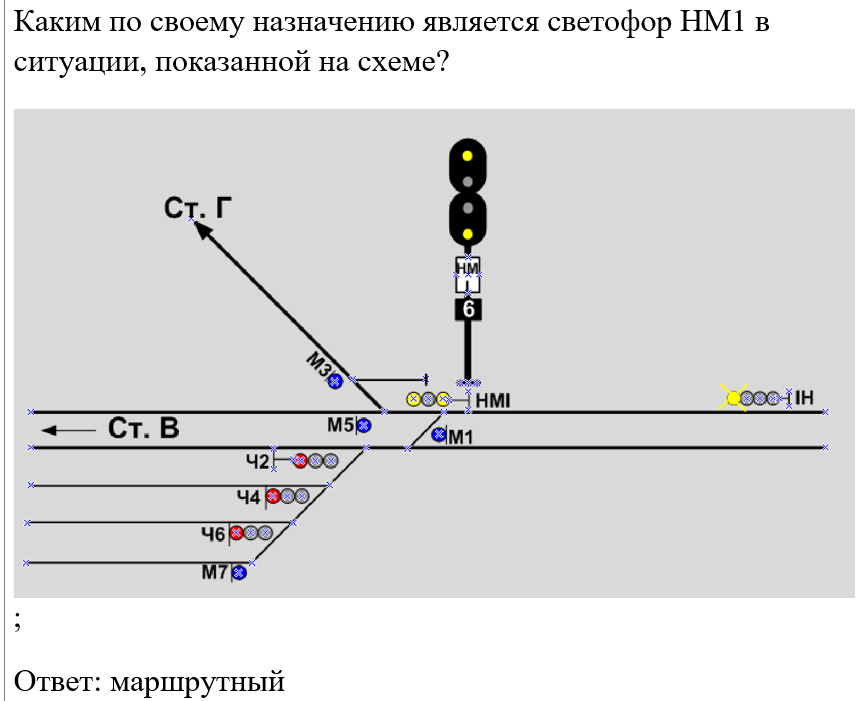 Каким по своему назначению является светофор НМ1 в
ситуации, показанной на схеме?
Ст. Г
НМ
I
6
М3
НМI
IН
Ст. В
М5
М1
Ч2
Ч4
Ч6
М7
;
Ответ: маршрутный